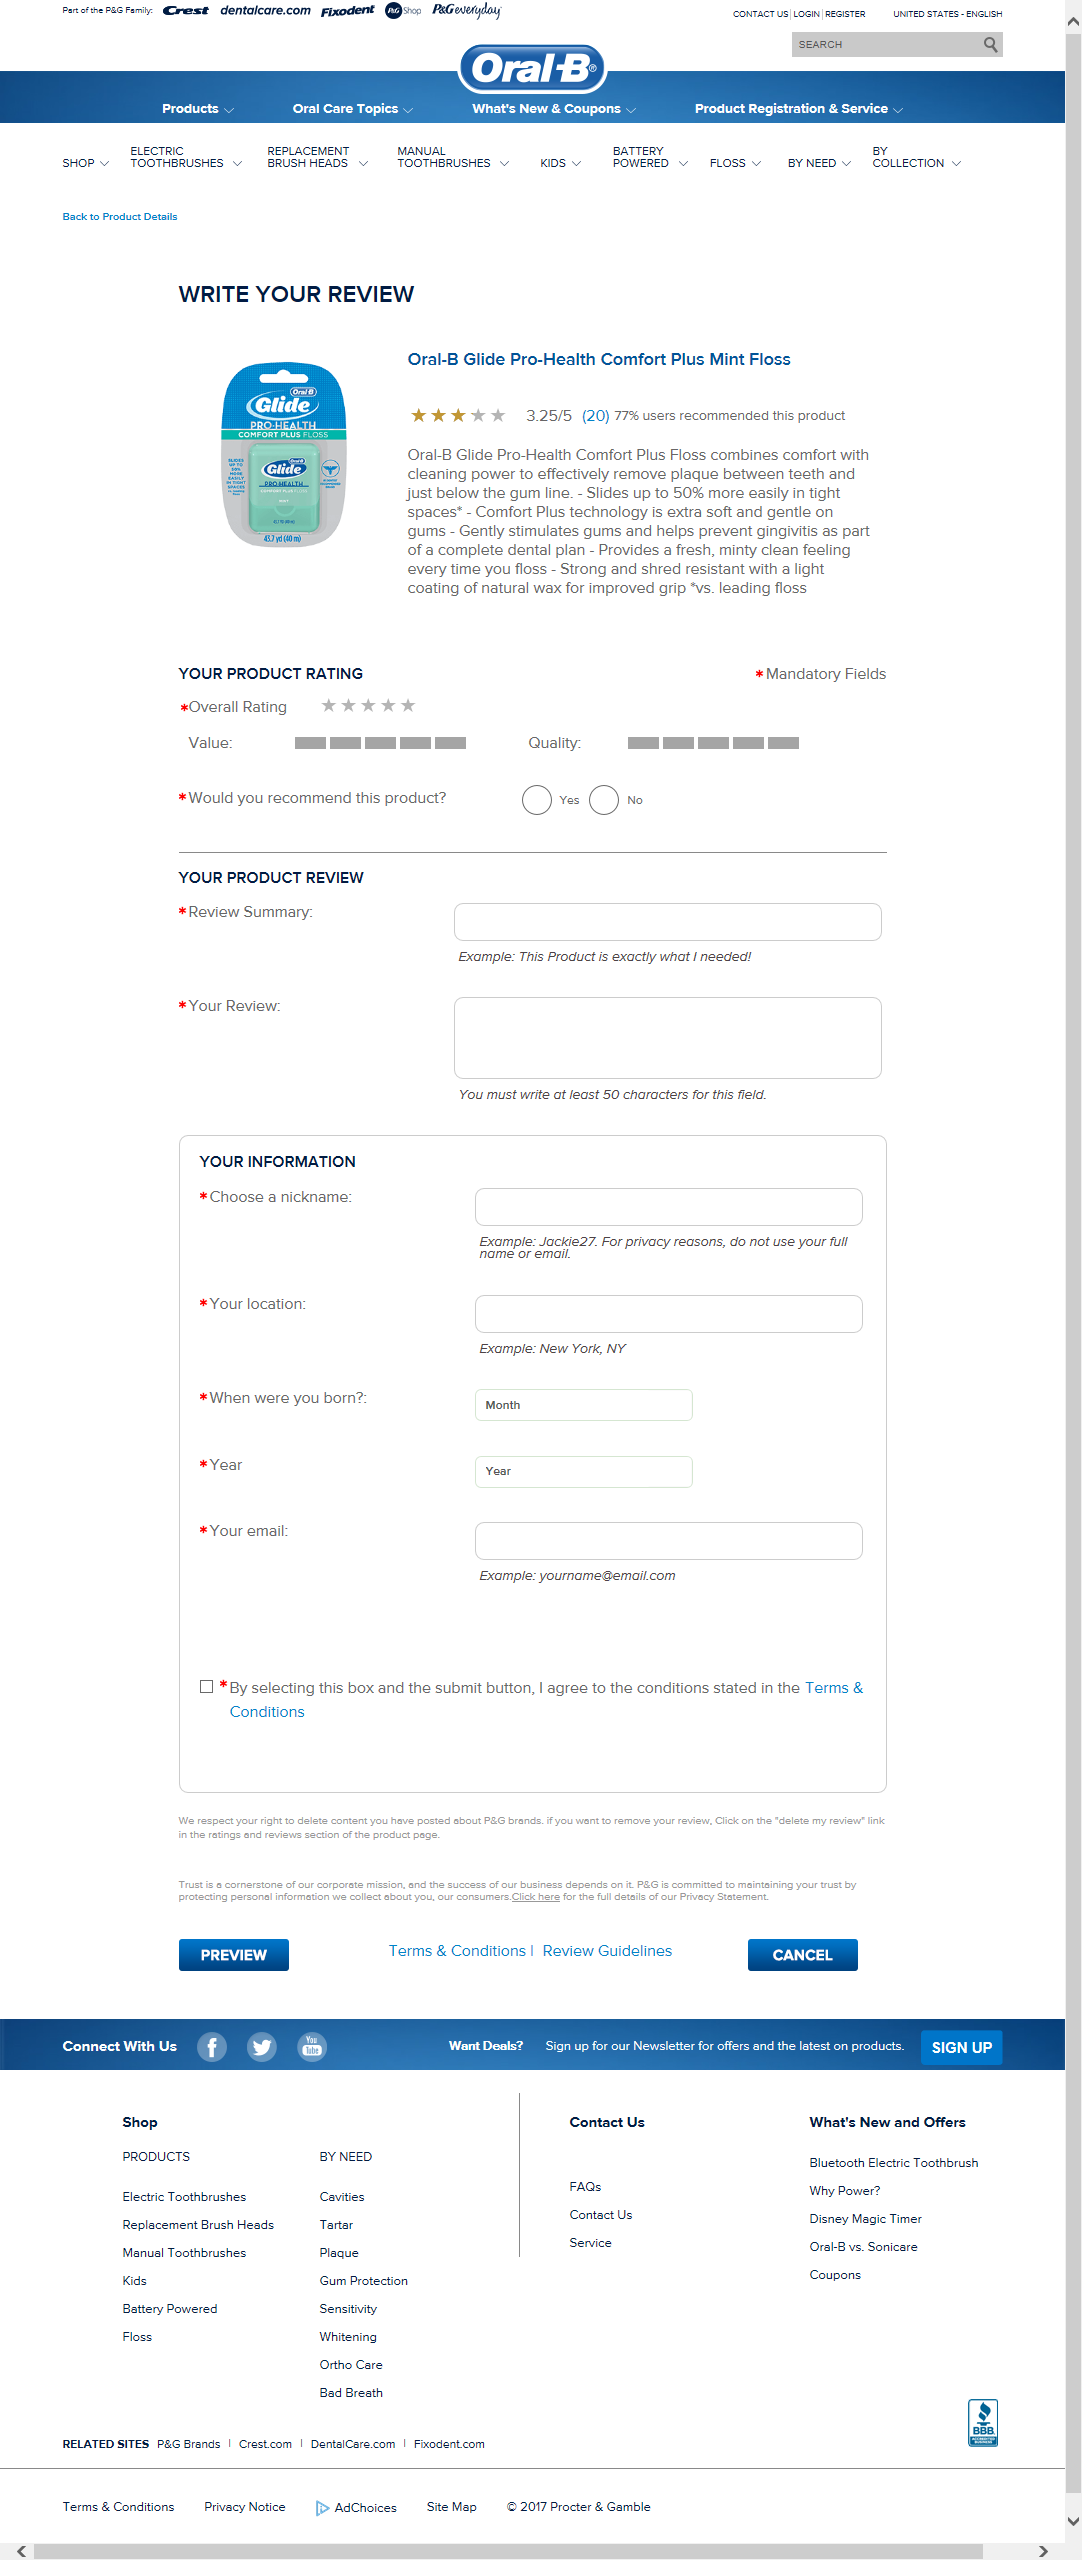 Part of the P&G Family: Crest dentalcare.com Fixodent P&G Shop P&G everyday
CONTACT US | LOGIN | REGISTER UNITED STATES - ENGLISH
SEARCH
Oral-B®
Products Oral Care Topics What's New & Coupons Product Registration & Service
SHOP ELECTRIC TOOTHBRUSHES REPLACEMENT BRUSH HEADS MANUAL TOOTHBRUSHES KIDS BATTERY POWERED FLOSS BY NEED BY COLLECTION
Back to Product Details
WRITE YOUR REVIEW
Oral-B
Glide
PRO-HEALTH
COMFORT PLUS FLOSS
SLIDES
UP TO
50%
MORE
EASILY
IN TIGHT
SPACES
Glide
PRO-HEALTH
COMFORT PLUS FLOSS
MINT
43.7 yd (40 m)
Oral-B Glide Pro-Health Comfort Plus Mint Floss
3.25/5 (20) 77% users recommended this product
Oral-B Glide Pro-Health Comfort Plus Floss combines comfort with
cleaning power to effectively remove plaque between teeth and
just below the gum line. - Slides up to 50% more easily in tight
spaces* - Comfort Plus technology is extra soft and gentle on
gums - Gently stimulates gums and helps prevent gingivitis as part
of a complete dental plan - Provides a fresh, minty clean feeling
every time you floss - Strong and shred resistant with a light
coating of natural wax for improved grip *vs. leading floss
YOUR PRODUCT RATING
* Mandatory Fields
*Overall Rating
Value: Quality:
*Would you recommend this product? Yes No
YOUR PRODUCT REVIEW
*Review Summary:
Example: This Product is exactly what I needed!
*Your Review:
You must write at least 50 characters for this field.
YOUR INFORMATION
*Choose a nickname:
Example: Jackie27. For privacy reasons, do not use your full
name or email.
*Your location:
Example: New York, NY
*When were you born?: Month
*Year Year
*Your email:
Example: yourname@email.com
*By selecting this box and the submit button, I agree to the conditions stated in the Terms &
Conditions
We respect your right to delete content you have posted about P&G brands. if you want to remove your review, Click on the "delete my review" link
in the ratings and reviews section of the product page.
Trust is a cornerstone of our corporate mission, and the success of our business depends on it. P&G is committed to maintaining your trust by
protecting personal information we collect about you, our consumers.Click here for the full details of our Privacy Statement.
PREVIEW Terms & Conditions | Review Guidelines CANCEL
Connect With Us f You Tube Want Deals? Sign up for our Newsletter for offers and the latest on products. SIGN UP
Shop
PRODUCTS
Electric Toothbrushes
Replacement Brush Heads
Manual Toothbrushes
Kids
Battery Powered
Floss
BY NEED
Cavities
Tartar
Plaque
Gum Protection
Sensitivity
Whitening
Ortho Care
Bad Breath
Contact Us
FAQs
Contact Us
Service
What's New and Offers
Bluetooth Electric Toothbrush
Why Power?
Disney Magic Timer
Oral-B vs. Sonicare
Coupons
BBB
ACCREDITED
BUSINESS
RELATED SITES P&G Brands | Crest.com | DentalCare.com | Fixodent.com
Terms & Conditions Privacy Notice AdChoices Site Map © 2017 Procter & Gamble